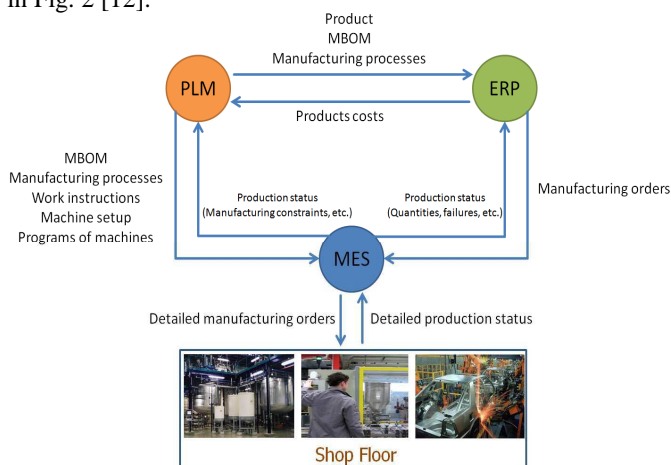 in Fig. 2 [12].
Product
MBOM
Manufacturing processes
PLM
ERP
Products costs
MBOM
Manufacturing processes
Work instructions
Machine setup
Programs of machines
Production status
(Manufacturing constraints, etc.)
Production status
(Quantities, failures, etc.)
Manufacturing orders
MES
Detailed manufacturing orders
Detailed production status
Shop Floor